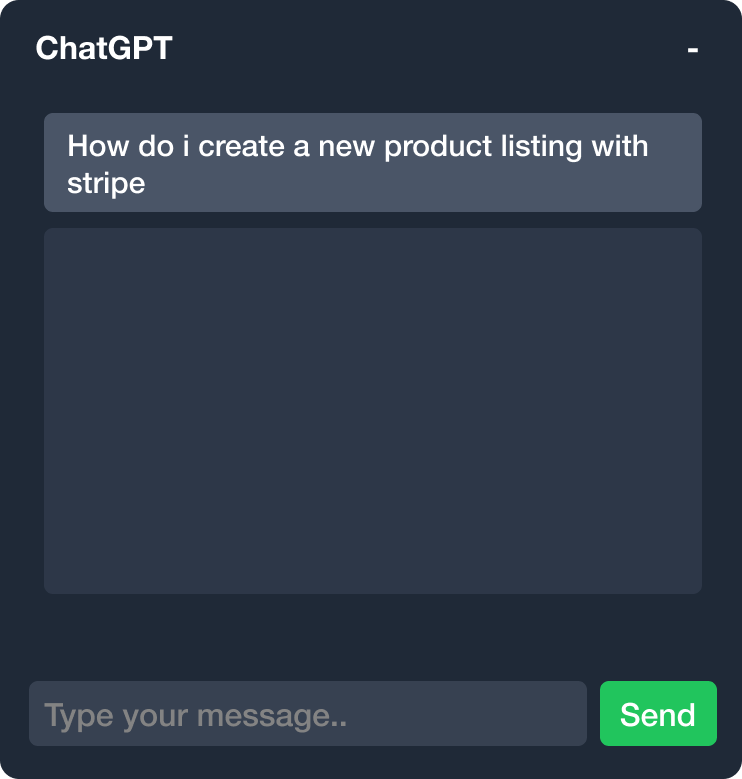 ChatGPT
-
How do i create a new product listing with
stripe
Type your message..
Send